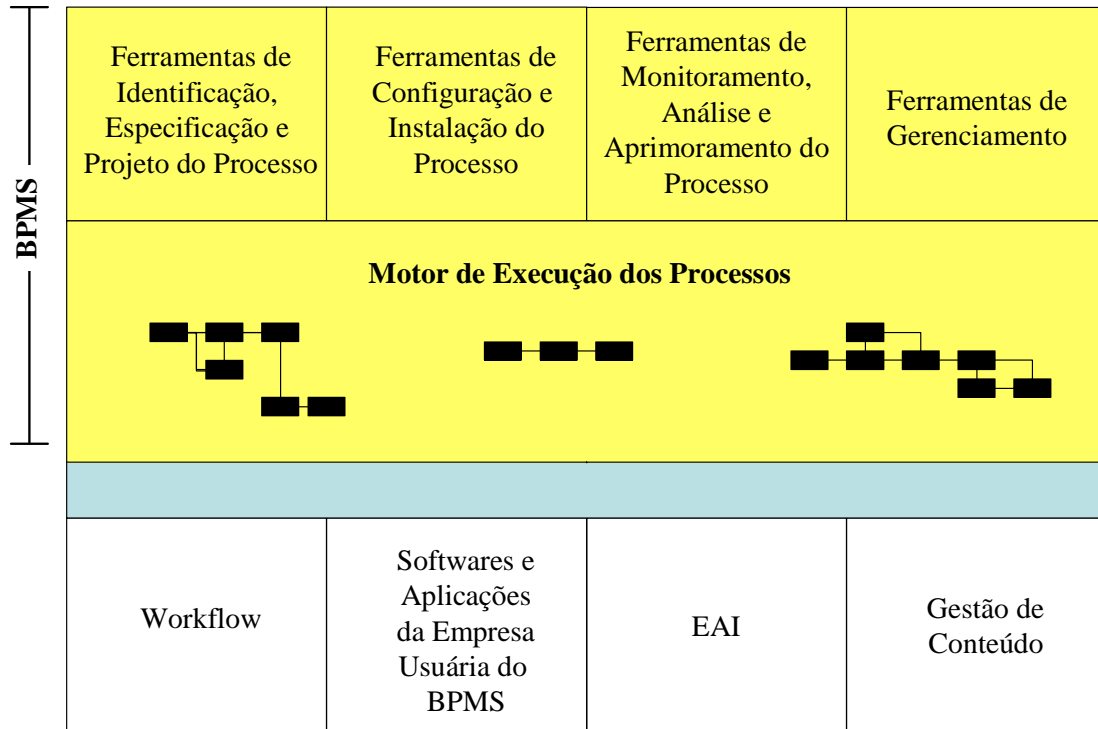 BPMS
Ferramentas de
Identificação,
Especificação e
Projeto do Processo
Ferramentas de
Configuração e
Instalação do
Processo
Ferramentas de
Monitoramento,
Análise e
Aprimoramento do
Processo
Ferramentas de
Gerenciamento
Motor de Execução dos Processos
Workflow
Softwares e
Aplicações
da Empresa
Usuária do
BPMS
EAI
Gestão de
Conteúdo